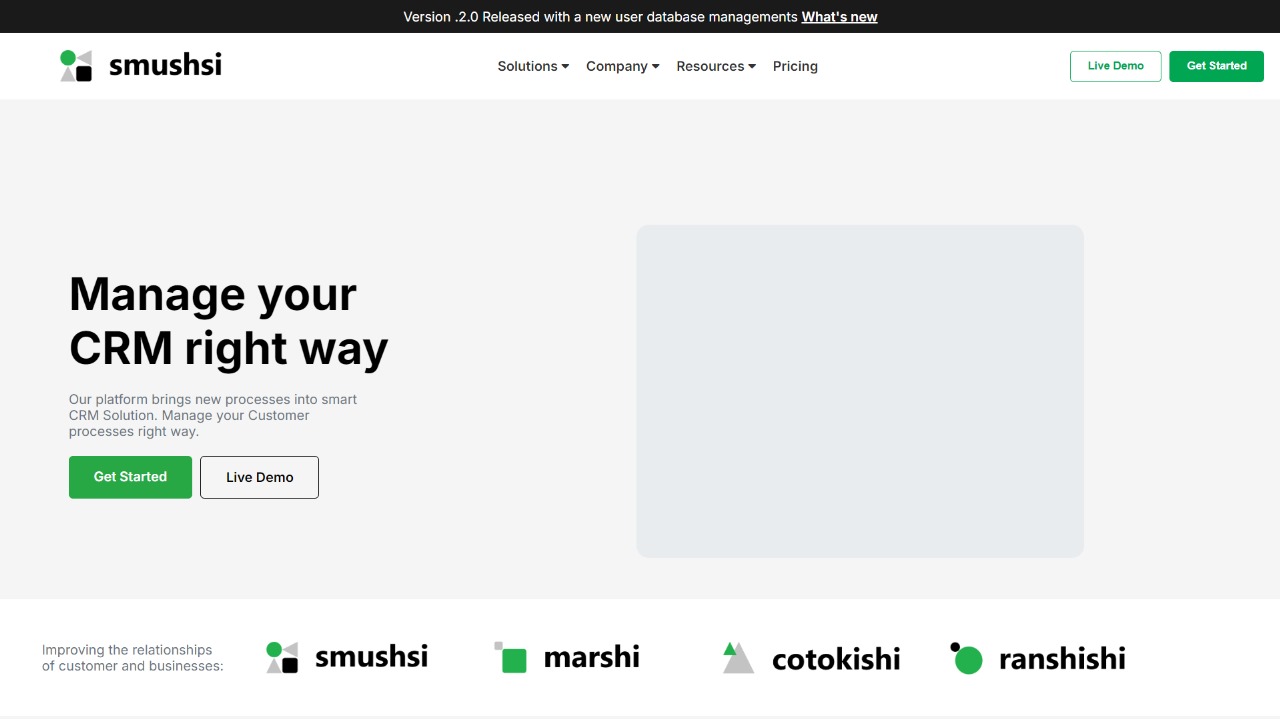 Version .2.0 Released with a new user database managements What's new
smushsi
Solutions Company Resources Pricing
Live Demo Get Started
Manage your
CRM right way
Our platform brings new processes into smart
CRM Solution. Manage your Customer
processes right way.
Get Started Live Demo
Improving the relationships
of customer and businesses:
smushsi marshi cotokishi ranshishi